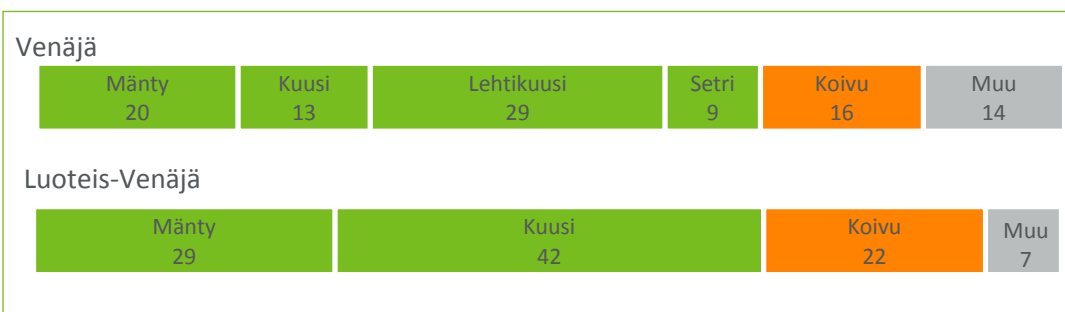 Venäjä
Mänty Kuusi Lehtikuusi Setri Koivu Muu
20 13 29 9 16 14
Luoteis-Venäjä
Mänty Kuusi Koivu Muu
29 42 22 7